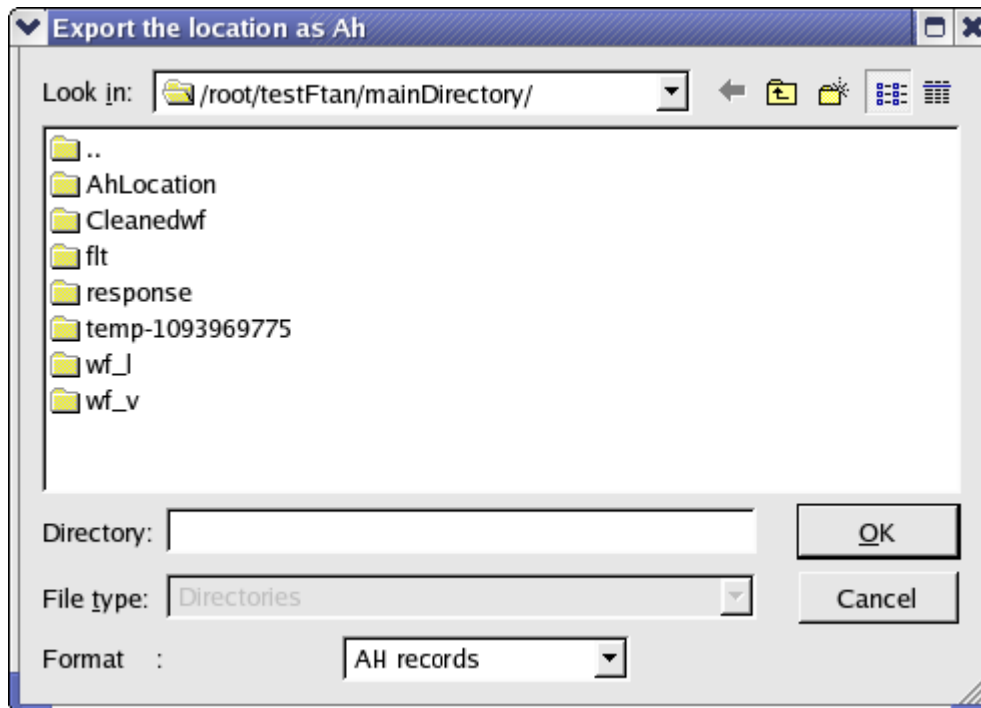 Export the location as Ah
Look in: /root/testFtan/mainDirectory/
..
AhLocation
Cleanedwf
flt
response
temp-1093969775
wf_l
wf_v
Directory:
OK
File type: Directories
Cancel
Format : AH records